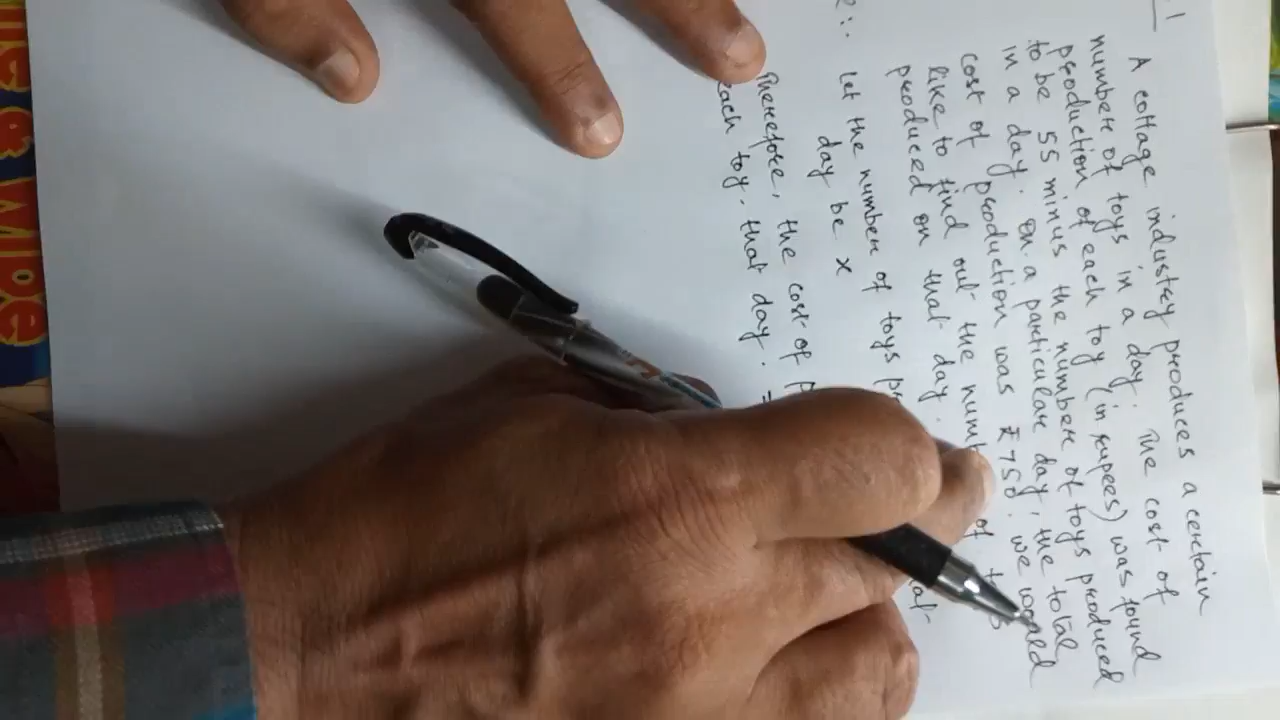 1
A cottage industry produces a certain
number of toys in a day. The cost of
production of each toy (in rupees) was found
to be 55 minus the number of toys produced
in a day. On a particular day, the total
cost of production was ₹750. we would
like to find out the numb of
produced on that day.
let the number of toys
day be x
Therefore, the cost of
each toy. that day. =